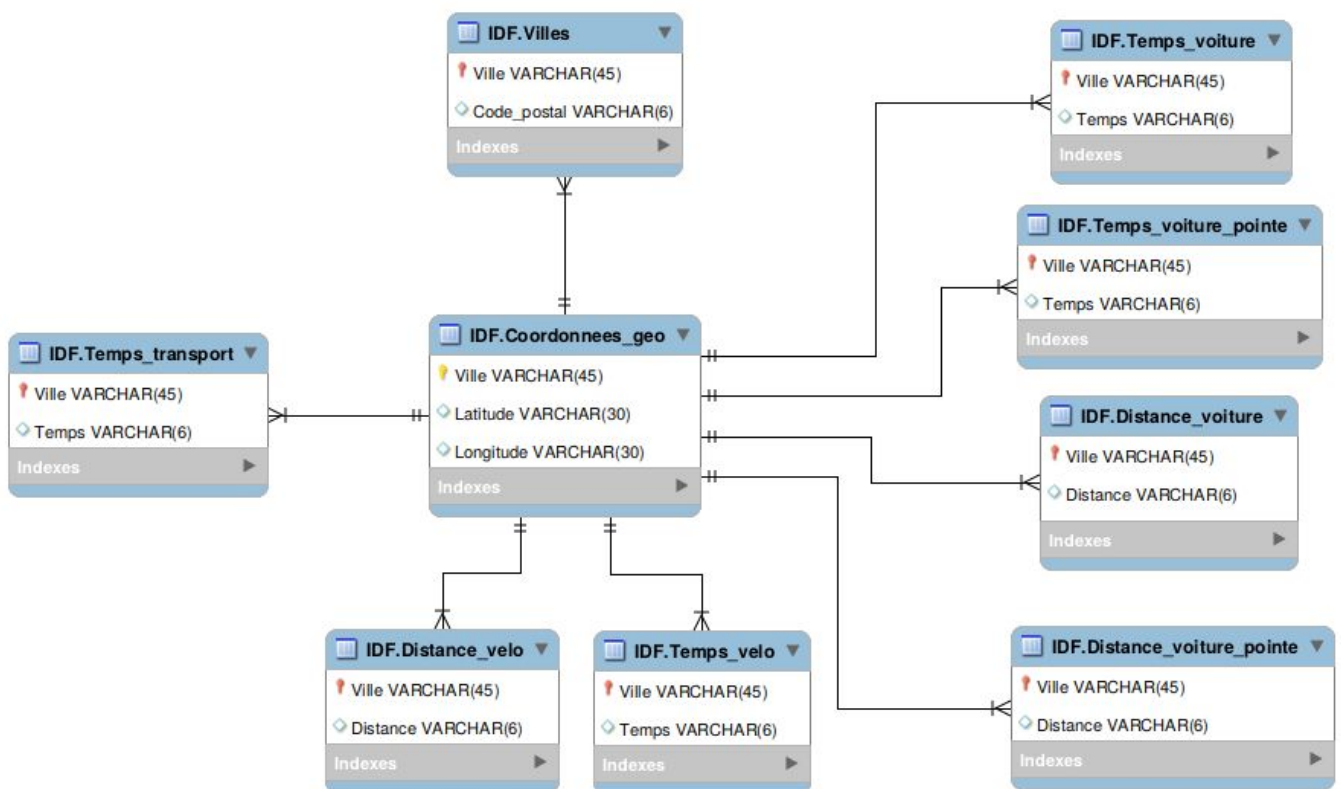 IDF.Villes
Ville VARCHAR(45)
Code_postal VARCHAR(6)
Indexes
IDF.Temps_voiture
Ville VARCHAR(45)
Temps VARCHAR(6)
Indexes
IDF.Temps_voiture_pointe
Ville VARCHAR(45)
Temps VARCHAR(6)
Indexes
IDF.Temps_transport
Ville VARCHAR(45)
Temps VARCHAR(6)
Indexes
IDF.Coordonnees_geo
Ville VARCHAR(45)
Latitude VARCHAR(30)
Longitude VARCHAR(30)
Indexes
IDF.Distance_voiture
Ville VARCHAR(45)
Distance VARCHAR(6)
Indexes
IDF.Distance_velo
Ville VARCHAR(45)
Distance VARCHAR(6)
Indexes
IDF.Temps_velo
Ville VARCHAR(45)
Temps VARCHAR(6)
Indexes
IDF.Distance_voiture_pointe
Ville VARCHAR(45)
Distance VARCHAR(6)
Indexes